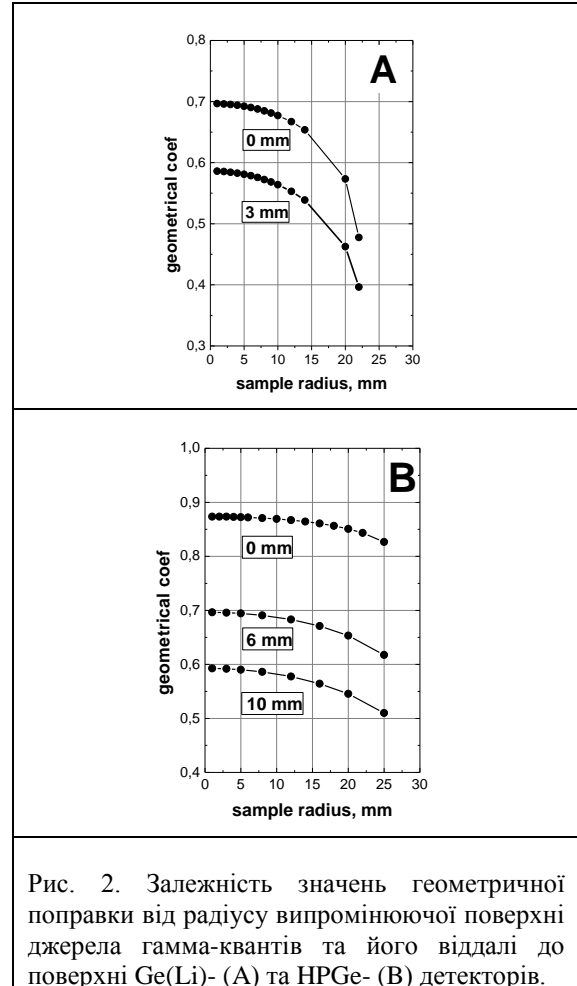 A
0,8
0,7
0,6
0,5
0,4
0,3
geometrical coef
0 mm
3 mm
0 5 10 15 20 25 30
sample radius, mm
B
1,0
0,9
0,8
0,7
0,6
0,5
0,4
geometrical coef
0 mm
6 mm
10 mm
0 5 10 15 20 25 30
sample radius, mm
Рис. 2. Залежність значень геометричної
поправки від радіусу випромінюючої поверхні
джерела гамма-квантів та його віддалі до
поверхні Ge(Li)- (A) та HPGe- (B) детекторів.